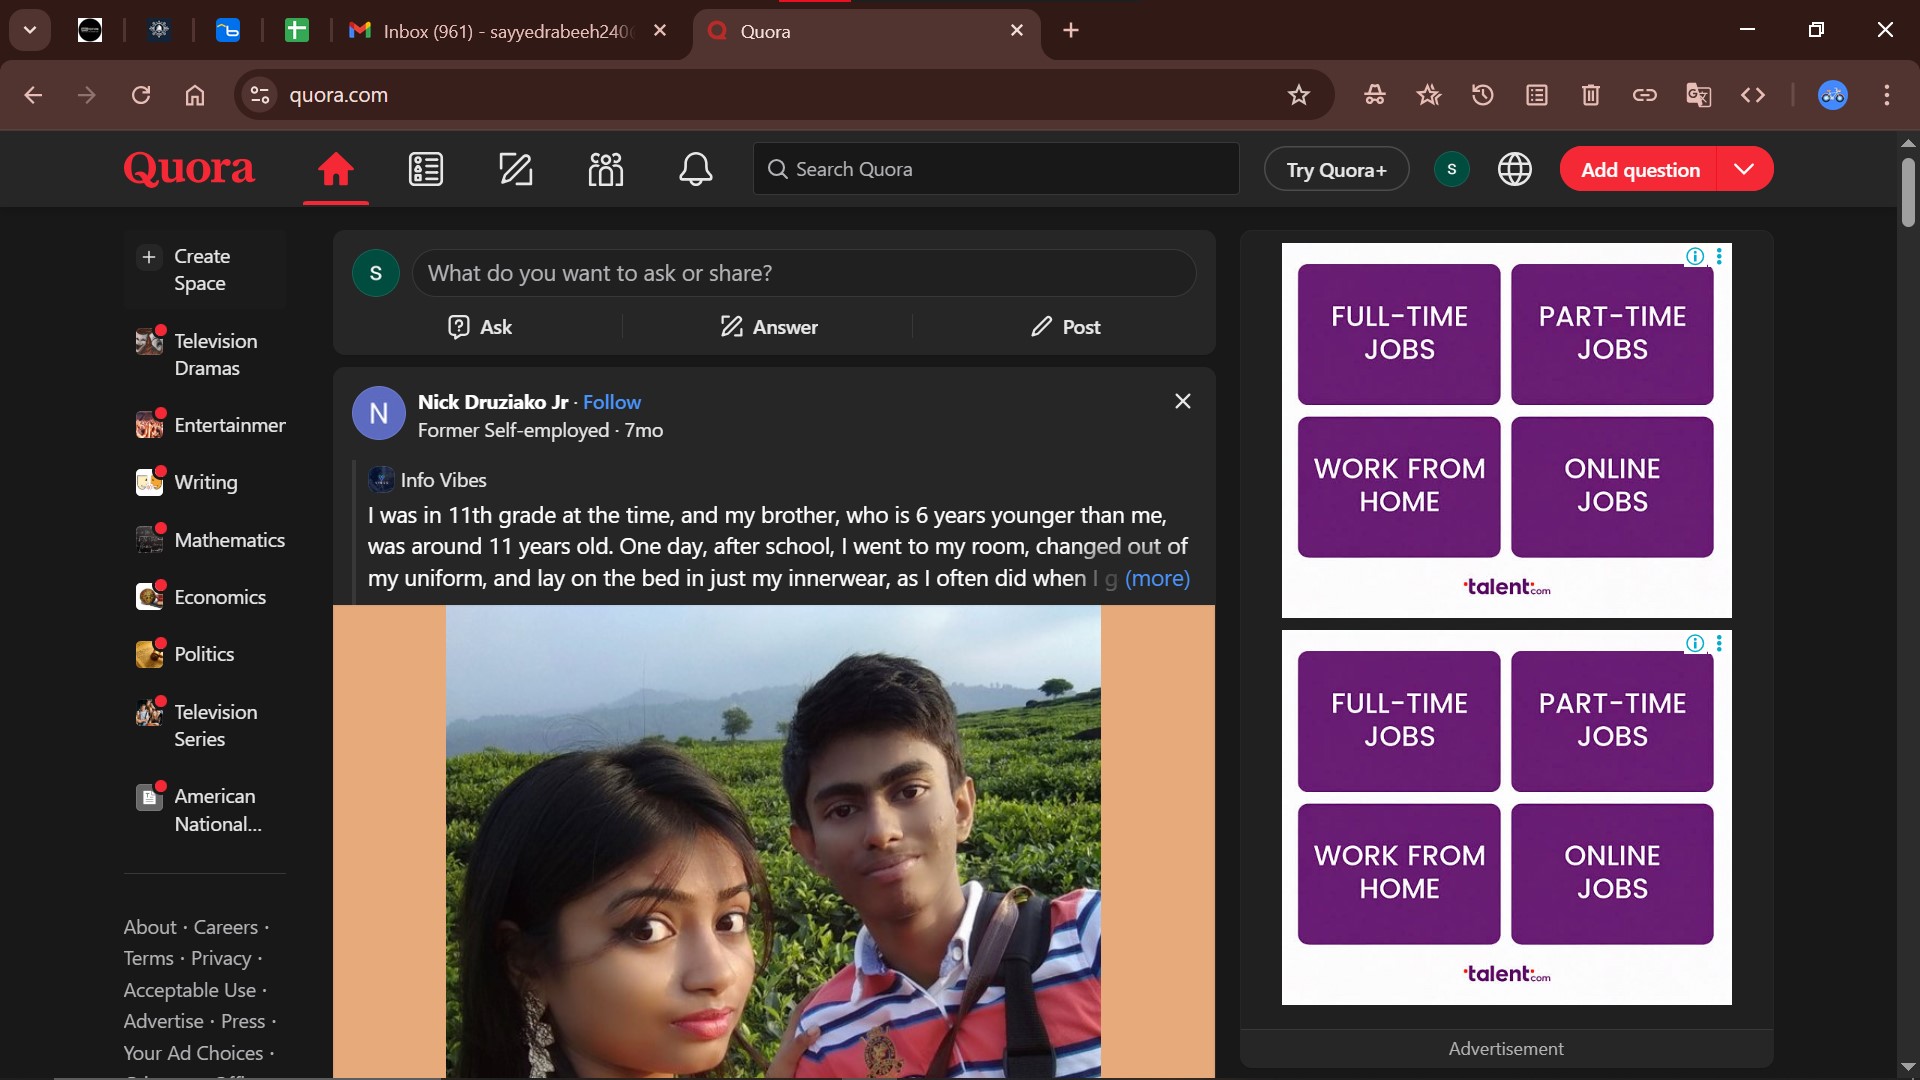 Inbox (961) - sayyedrabeeh240
Quora
quora.com
Quora
Search Quora
Try Quora+
S
Add question
Create
Space
Television
Dramas
Entertainmen
Writing
Mathematics
Economics
Politics
Television
Series
American
National...
About · Careers ·
Terms · Privacy ·
Acceptable Use ·
Advertise · Press ·
Your Ad Choices ·
S
What do you want to ask or share?
Ask
Answer
Post
N
Nick Druziako Jr · Follow
Former Self-employed · 7mo
Info Vibes
I was in 11th grade at the time, and my brother, who is 6 years younger than me,
was around 11 years old. One day, after school, I went to my room, changed out of
my uniform, and lay on the bed in just my innerwear, as I often did when I g (more)
FULL-TIME
JOBS
PART-TIME
JOBS
WORK FROM
HOME
ONLINE
JOBS
talent.com
FULL-TIME
JOBS
PART-TIME
JOBS
WORK FROM
HOME
ONLINE
JOBS
talent.com
Advertisement